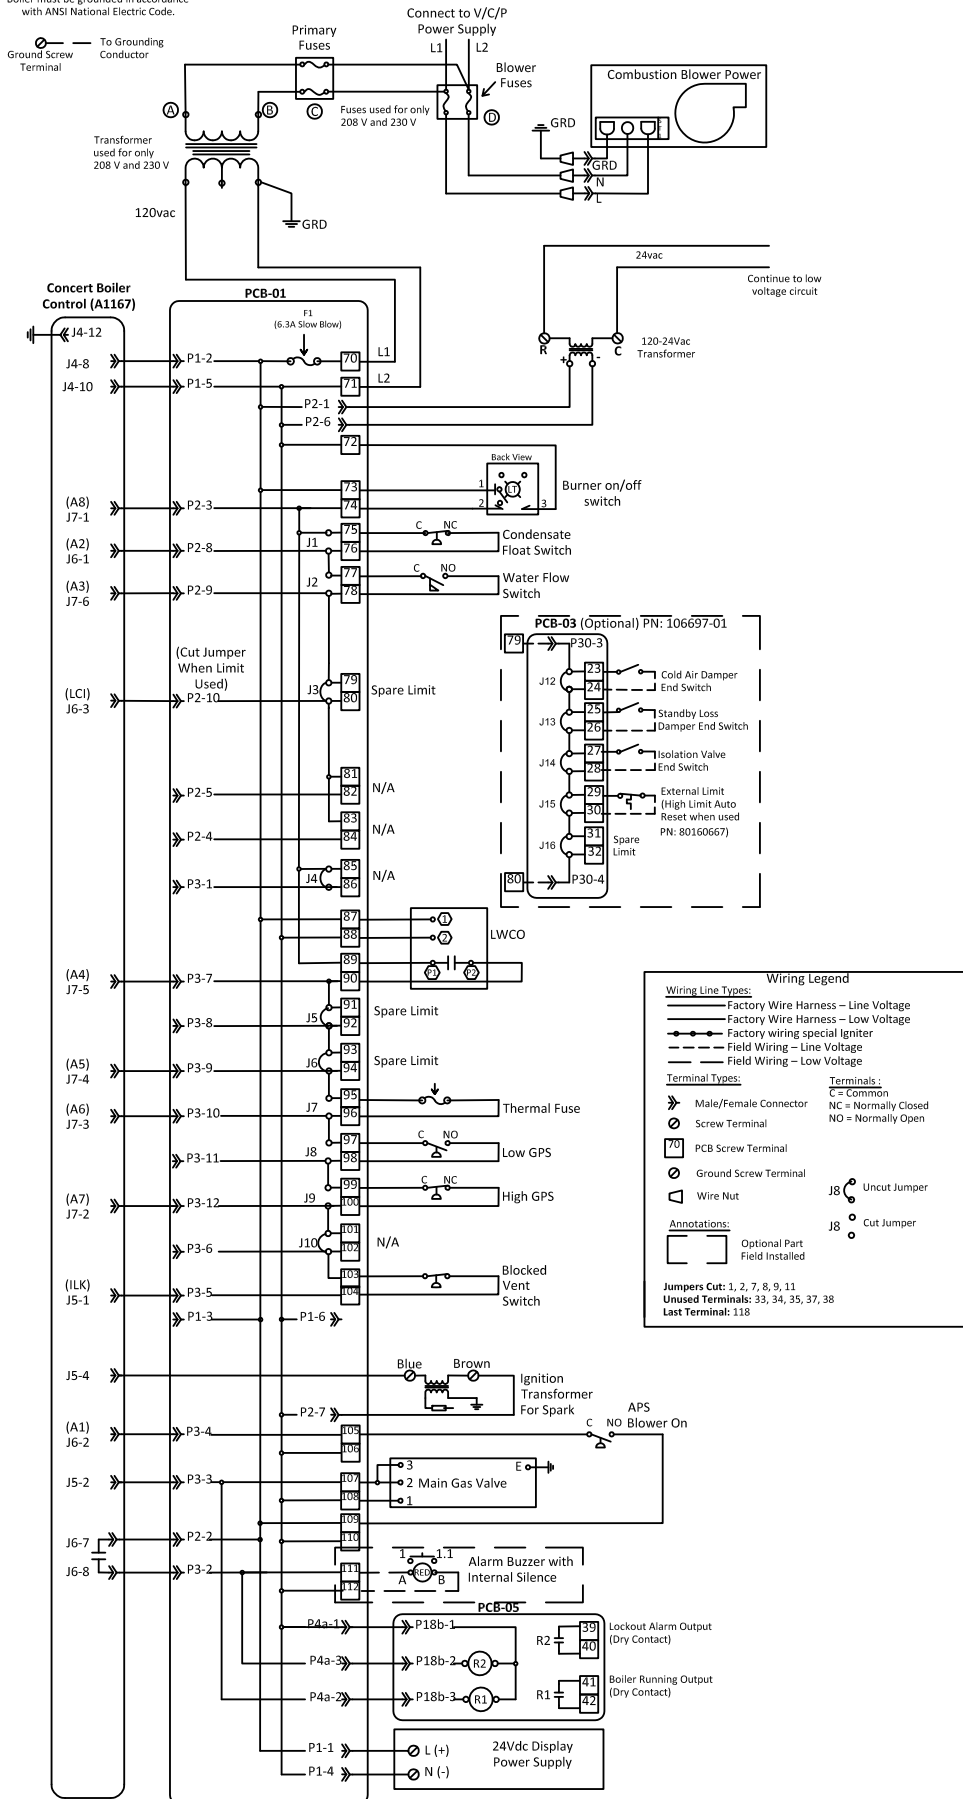 with ANSI National Electric Code.
To Grounding
Conductor
Ground Screw
Terminal
Primary
Fuses
Connect to V/C/P
Power Supply
L1
L2
Blower
Fuses
Combustion Blower Power
A
B
C
D
Fuses used for only
208 V and 230 V
Transformer
used for only
208 V and 230 V
GRD
GRD
N
L
120vac
GRD
24vac
Continue to low
voltage circuit
R
C
+
-
120-24Vac
Transformer
Concert Boiler
Control (A1167)
PCB-01
F1
(6.3A Slow Blow)
J4-12
J4-8
P1-2
70
L1
J4-10
P1-5
71
L2
P2-1
P2-6
72
Back View
73
1
LT
Burner on/off
switch
(A8)
J7-1
P2-3
74
2
3
75
C
NC
Condensate
Float Switch
(A2)
J6-1
P2-8
J1
76
77
C
NO
Water Flow
Switch
(A3)
J7-6
P2-9
J2
78
(Cut Jumper
When Limit
Used)
(LCI)
J6-3
P2-10
J3
79
80
Spare Limit
81
82
N/A
P2-5
83
84
N/A
P2-4
85
86
N/A
P3-1
J4
87
88
1
2
LWCO
89
90
P1
P2
(A4)
J7-5
P3-7
91
92
Spare Limit
P3-8
J5
93
94
Spare Limit
(A5)
J7-4
P3-9
J6
95
96
Thermal Fuse
(A6)
J7-3
P3-10
J7
97
98
C
NO
Low GPS
P3-11
J8
99
100
C
NC
High GPS
(A7)
J7-2
P3-12
J9
101
102
N/A
P3-6
J10
103
104
Blocked
Vent
Switch
(ILK)
J5-1
P3-5
P1-3
P1-6
PCB-03 (Optional) PN: 106697-01
79
P30-3
J12
23
24
Cold Air Damper
End Switch
J13
25
26
Standby Loss
Damper End Switch
J14
27
28
Isolation Valve
End Switch
J15
29
30
External Limit
(High Limit Auto
Reset when used
PN: 80160667)
J16
31
32
Spare
Limit
80
P30-4
Wiring Legend
Wiring Line Types:
Factory Wire Harness – Line Voltage
Factory Wire Harness – Low Voltage
Factory wiring special Igniter
Field Wiring – Line Voltage
Field Wiring – Low Voltage
Terminal Types:
Male/Female Connector
Screw Terminal
70
PCB Screw Terminal
Ground Screw Terminal
Wire Nut
Terminals :
C = Common
NC = Normally Closed
NO = Normally Open
J8
Uncut Jumper
J8
Cut Jumper
Annotations:
Optional Part
Field Installed
Jumpers Cut: 1, 2, 7, 8, 9, 11
Unused Terminals: 33, 34, 35, 37, 38
Last Terminal: 118
J5-4
Blue
Brown
Ignition
Transformer
For Spark
P2-7
(A1)
J6-2
P3-4
105
106
C
NO
APS
Blower On
J5-2
P3-3
107
108
3
2
1
Main Gas Valve
E
109
110
J6-7
P2-2
J6-8
P3-2
111
112
1
1.1
RED
A
B
Alarm Buzzer with
Internal Silence
PCB-05
P4a-1
P18b-1
P4a-3
P18b-2
R2
P4a-2
P18b-3
R1
R2
39
40
Lockout Alarm Output
(Dry Contact)
R1
41
42
Boiler Running Output
(Dry Contact)
P1-1
L (+)
P1-4
N (-)
24Vdc Display
Power Supply